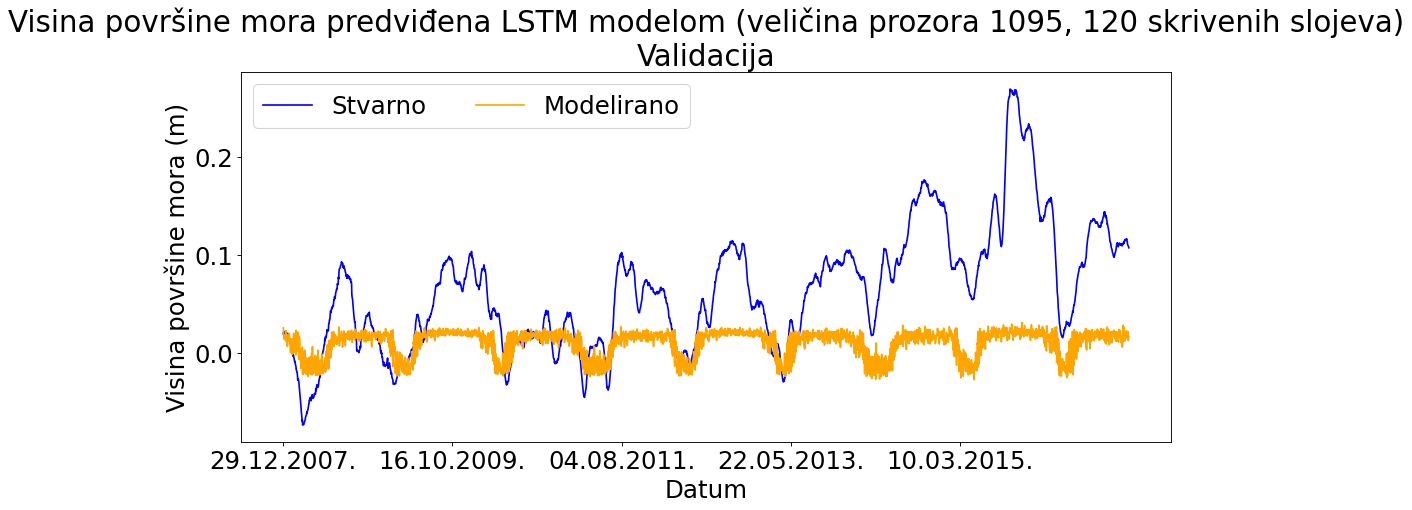 Visina površine mora predviđena LSTM modelom (veličina prozora 1095, 120 skrivenih slojeva)
Validacija
Stvarno
Modelirano
Visina površine mora (m)
0.2
0.1
0.0
29.12.2007.
16.10.2009.
04.08.2011.
22.05.2013.
10.03.2015.
Datum